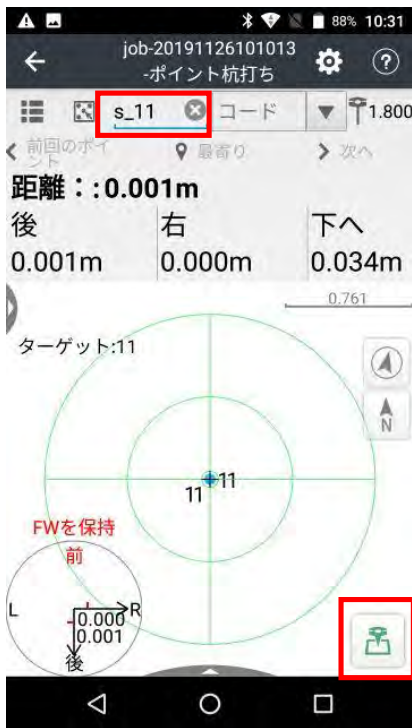 88% 10:31
job-20191126101013
-ポイント杭打ち
s_11 コード 1.800
前回のポイント 最寄り 次へ
距離：:0.001m
後 右 下へ
0.001m 0.000m 0.034m
0.761
ターゲット:11
N
11 11
FWを保持
前
L R
0.000
0.001
後